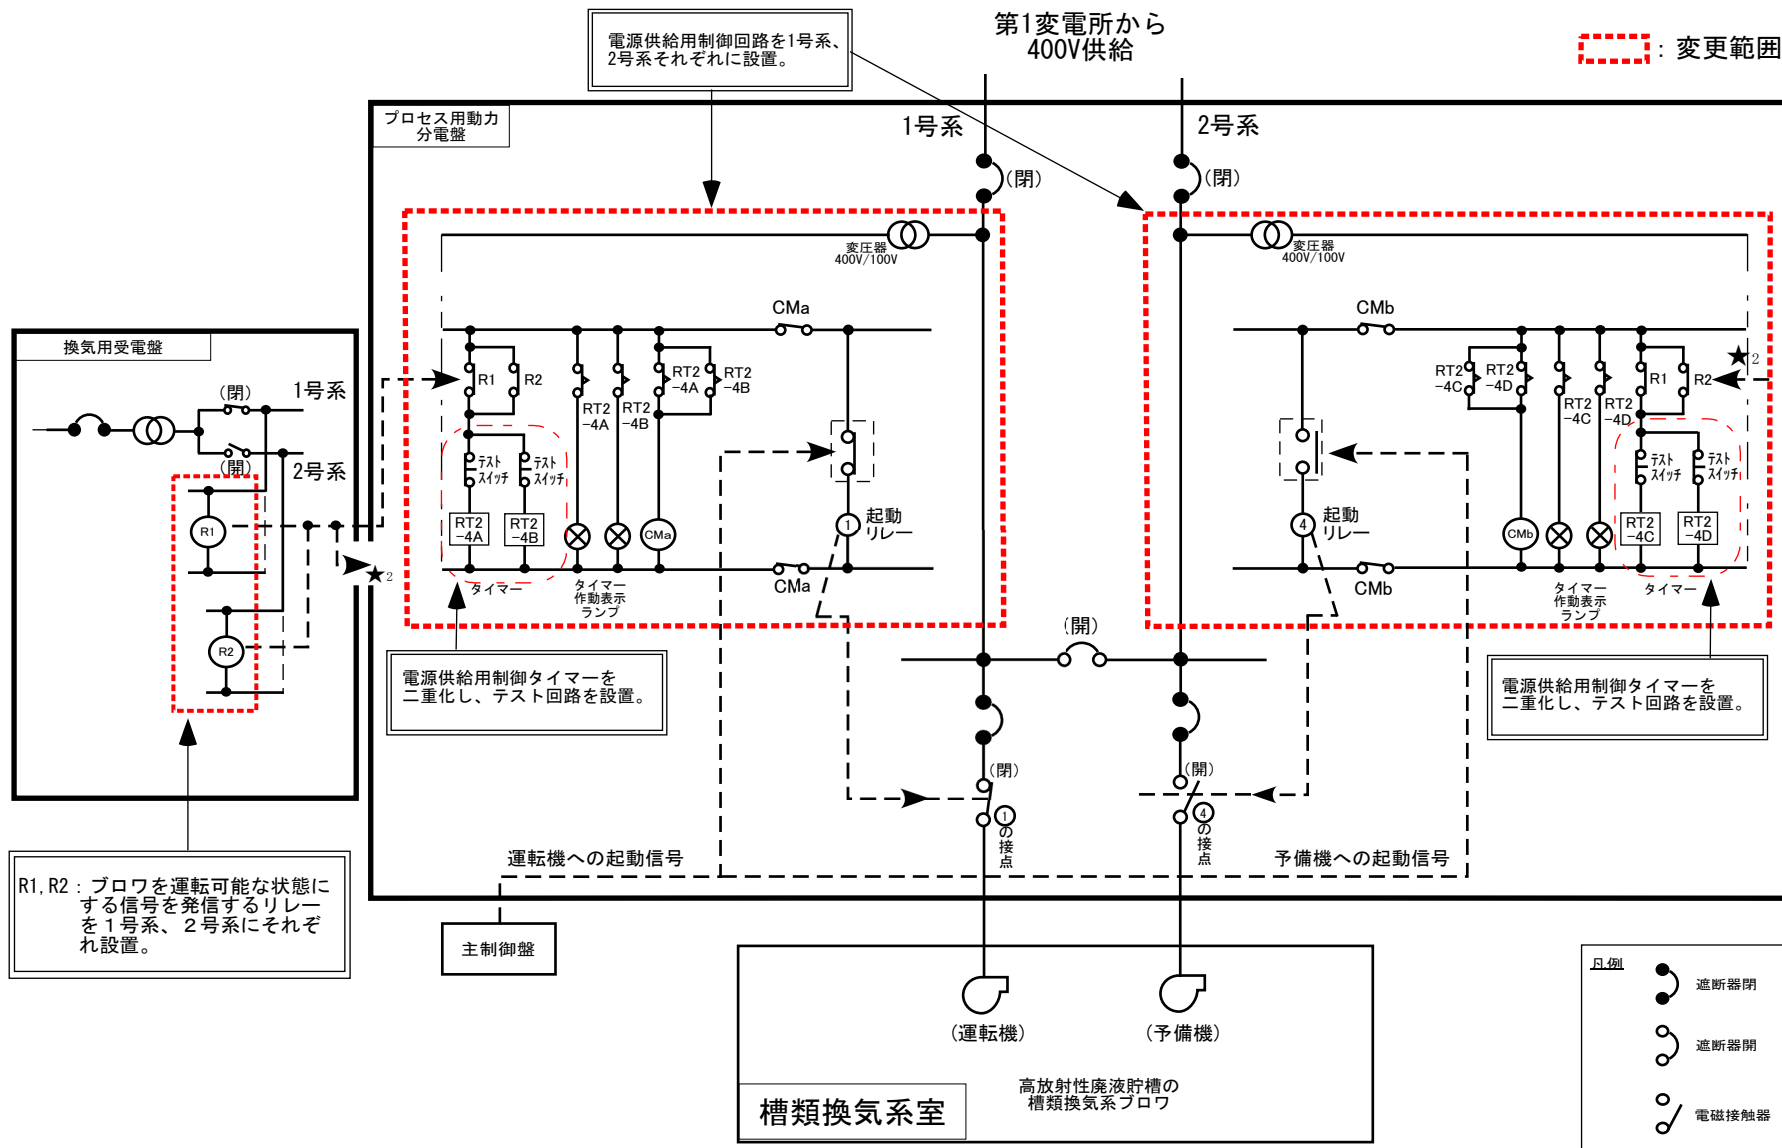 電源供給用制御回路を1号系、
2号系それぞれに設置。
第1変電所から
400V供給
：変更範囲
プロセス用動力
分電盤
1号系
2号系
(閉)
(閉)
変圧器
400V/100V
変圧器
400V/100V
CMa
CMb
換気用受電盤
(閉)
1号系
(開)
2号系
R1
R2
★2
R1
R2
RT2
-4A
RT2
-4B
RT2
-4A
RT2
-4B
テスト
スイッチ
テスト
スイッチ
RT2
-4A
RT2
-4B
CMa
1
起動
リレー
タイマー
タイマー
作動表示
ランプ
CMa
RT2
-4C
RT2
-4D
RT2
-4C
RT2
-4D
R1
R2
★2
テスト
スイッチ
テスト
スイッチ
4
起動
リレー
CMb
RT2
-4C
RT2
-4D
CMb
タイマー
作動表示
ランプ
タイマー
(開)
電源供給用制御タイマーを
二重化し、テスト回路を設置。
電源供給用制御タイマーを
二重化し、テスト回路を設置。
(閉)
①の接点
(開)
④の接点
運転機への起動信号
予備機への起動信号
R1,R2：ブロワを運転可能な状態に
する信号を発信するリレー
を１号系、２号系にそれぞ
れ設置。
主制御盤
(運転機)
(予備機)
高放射性廃液貯槽の
槽類換気系ブロワ
槽類換気系室
凡例
遮断器閉
遮断器開
電磁接触器